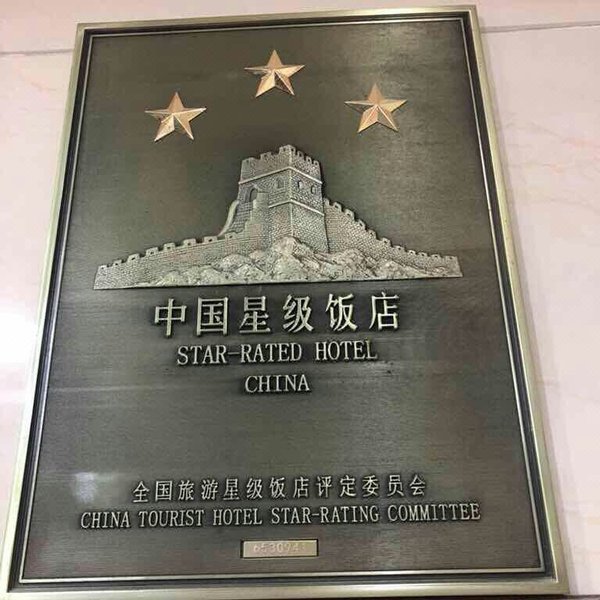 中国星级饭店
STAR-RATED HOTEL
CHINA
全国旅游星级饭店评定委员会
CHINA TOURIST HOTEL STAR-RATING COMMITTEE